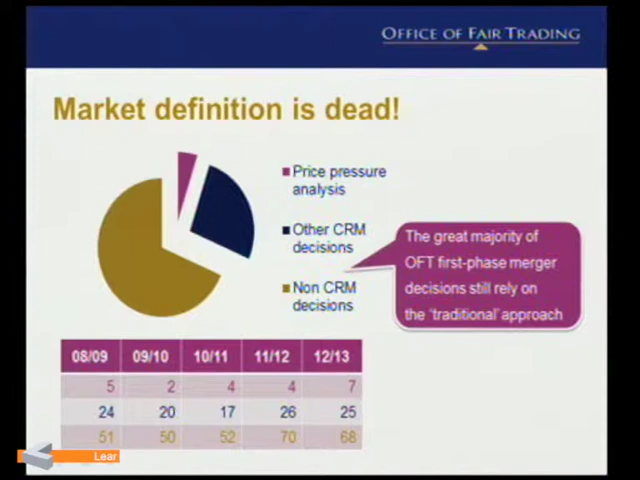 OFFICE OF FAIR TRADING
Market definition is dead!
Price pressure
analysis
Other CRM
decisions
Non CRM
decisions
The great majority of
OFT first-phase merger
decisions still rely on
the 'traditional' approach
08/09 09/10 10/11 11/12 12/13
5 2 4 4 7
24 20 17 26 25
51 50 52 70 68
Lear